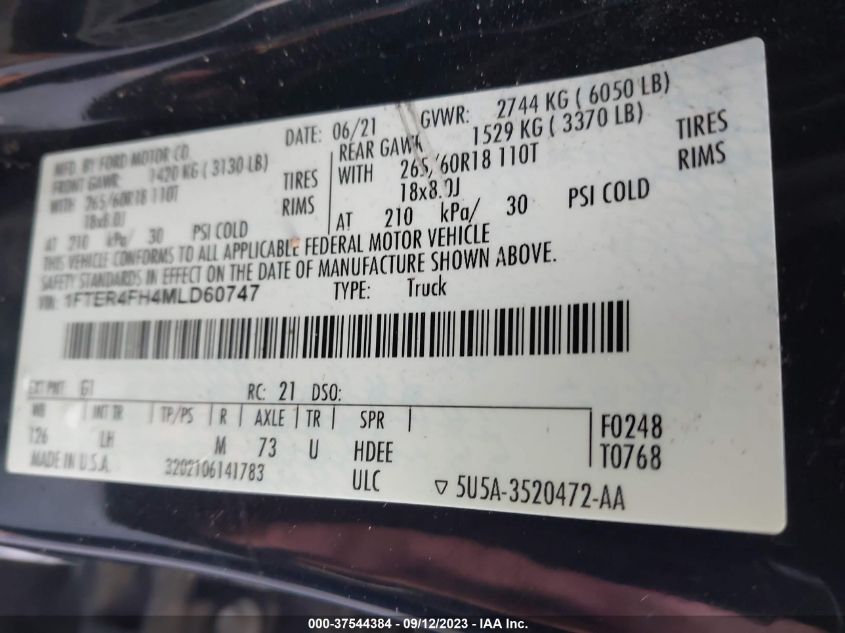 MFD. BY FORD MOTOR CO. DATE: 06/21 GVWR: 2744 KG ( 6050 LB)
FRONT GAWR: 1420 KG ( 3130 LB) REAR GAWR 1529 KG ( 3370 LB)
WITH 265/60R18 110T TIRES WITH 265/60R18 110T TIRES
18x8.0J RIMS 18x8.0J RIMS
AT 210 kPa/ 30 PSI COLD AT 210 kPa/ 30 PSI COLD
THIS VEHICLE CONFORMS TO ALL APPLICABLE FEDERAL MOTOR VEHICLE
SAFETY STANDARDS IN EFFECT ON THE DATE OF MANUFACTURE SHOWN ABOVE.
VIN: 1FTER4FH4MLD60747 TYPE: Truck
EXT PNT: G1 RC: 21 DSO:
WB INT TR TP/PS R AXLE TR SPR
126 LH M 73 U HDEE
F0248
T0768
MADE IN U.S.A. 3202106141783 ULC
▽ 5U5A-3520472-AA
000-37544384 - 09/12/2023 - IAA Inc.